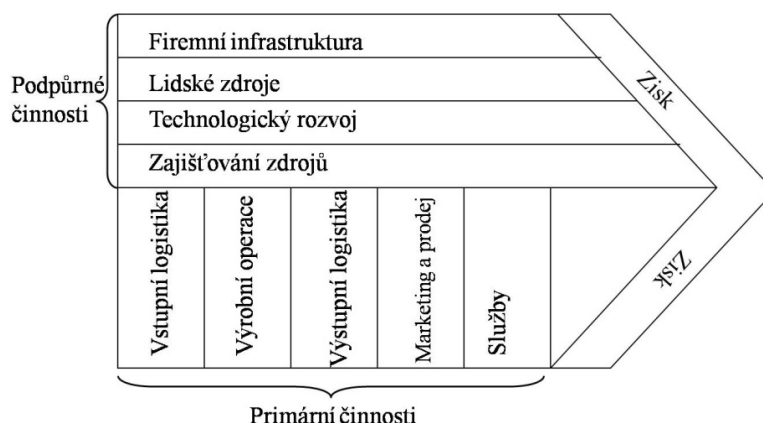 Firemní infrastruktura
Lidské zdroje
Technologický rozvoj
Zajišťování zdrojů
Podpůrné
činnosti
Zisk
Vstupní logistika
Výrobní operace
Výstupní logistika
Marketing a prodej
Služby
Zisk
Primární činnosti